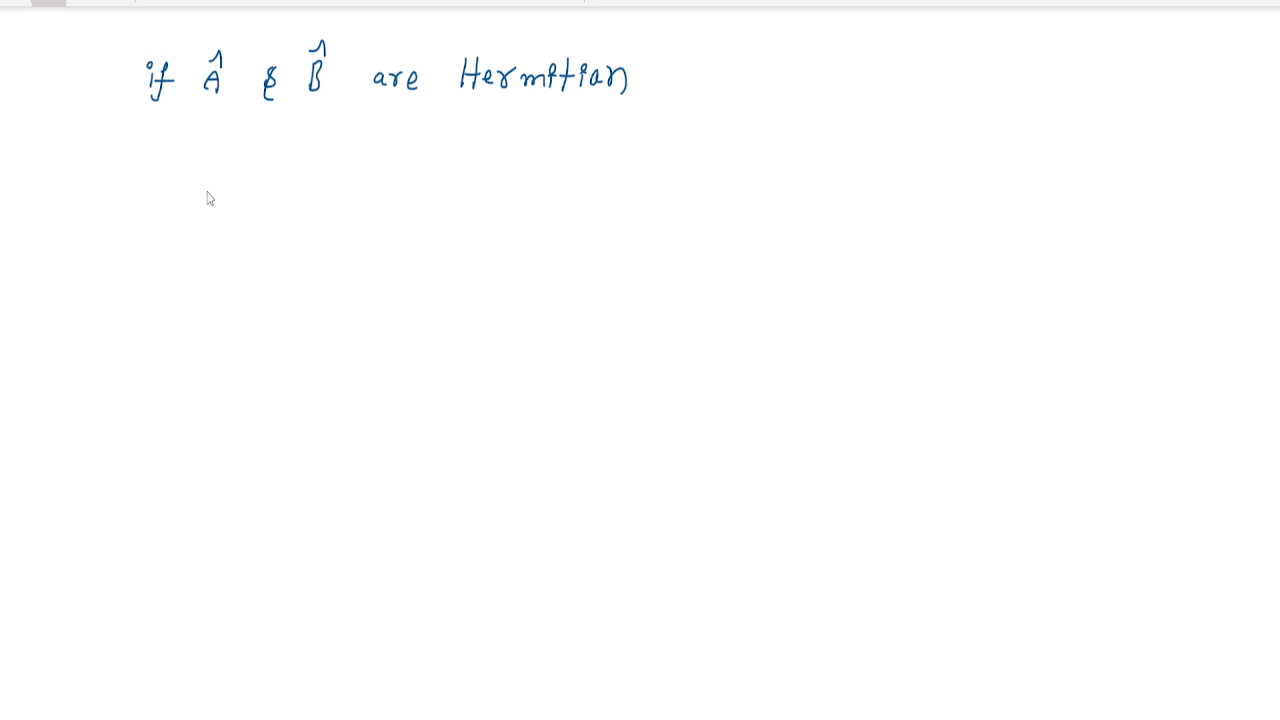 if Â & B̂ are Hermitian